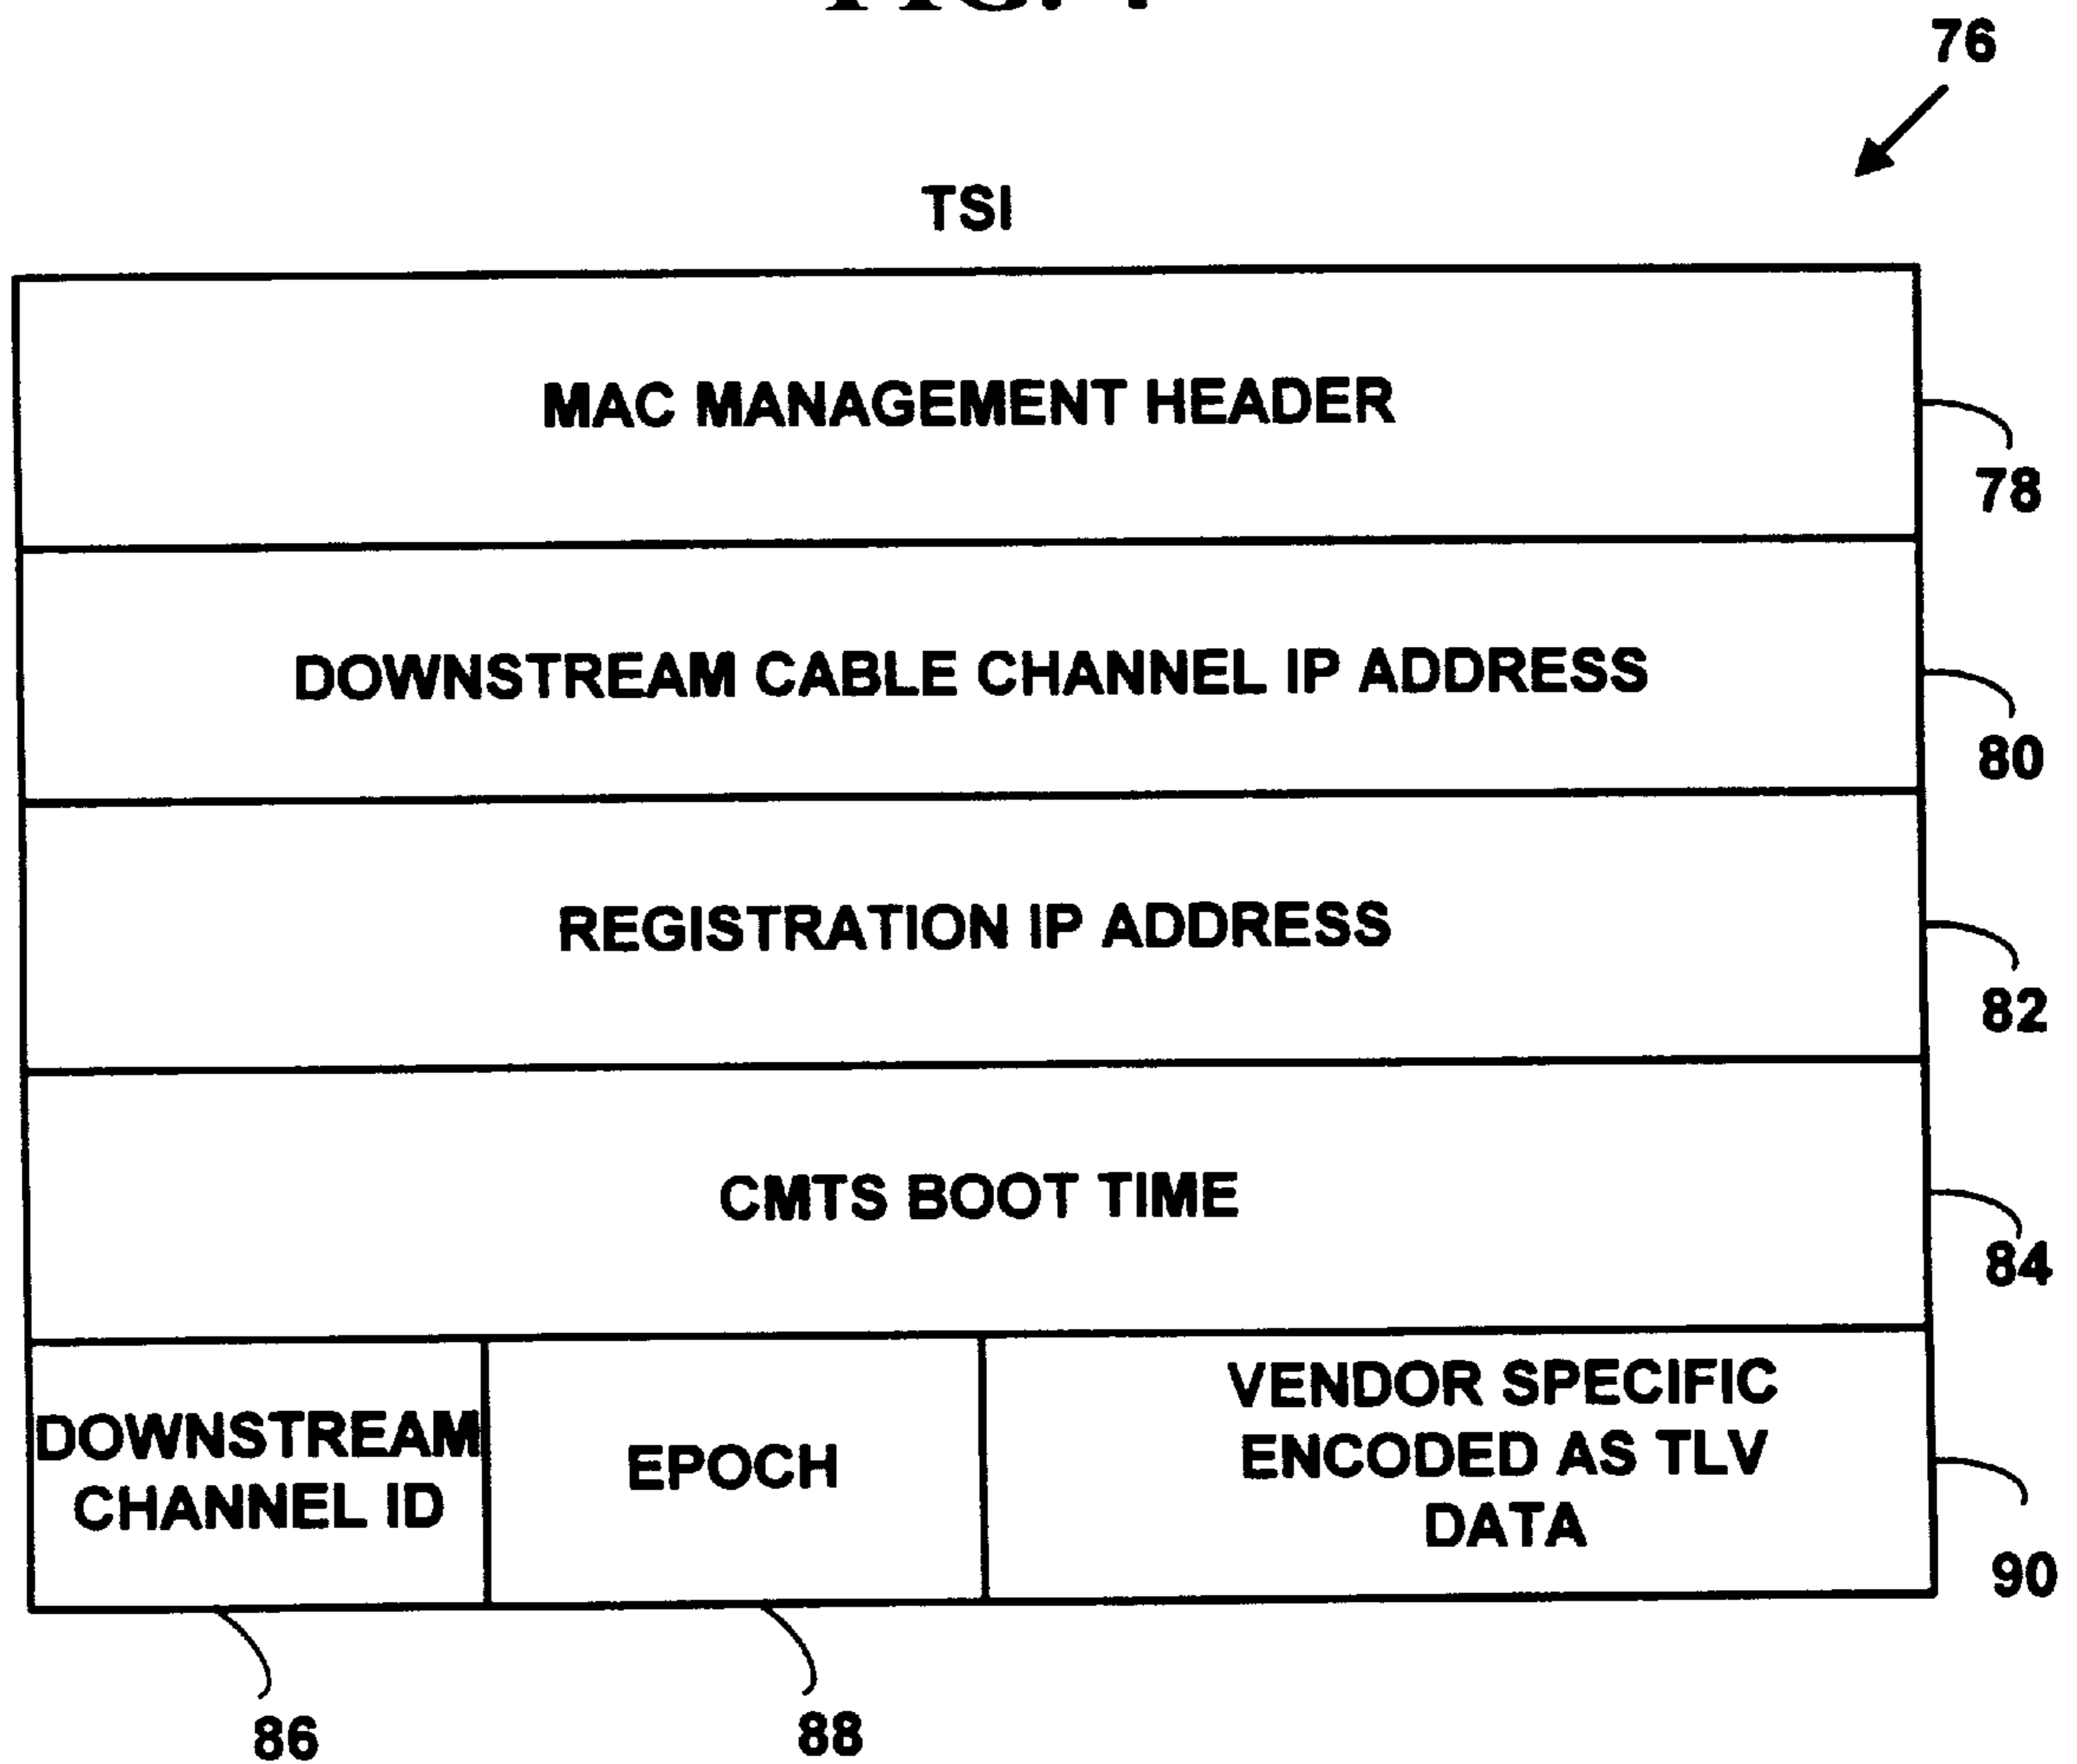 76
TSI
MAC MANAGEMENT HEADER
78
DOWNSTREAM CABLE CHANNEL IP ADDRESS
80
REGISTRATION IP ADDRESS
82
CMTS BOOT TIME
84
DOWNSTREAM
CHANNEL ID
EPOCH
VENDOR SPECIFIC
ENCODED AS TLV
DATA
90
86
88